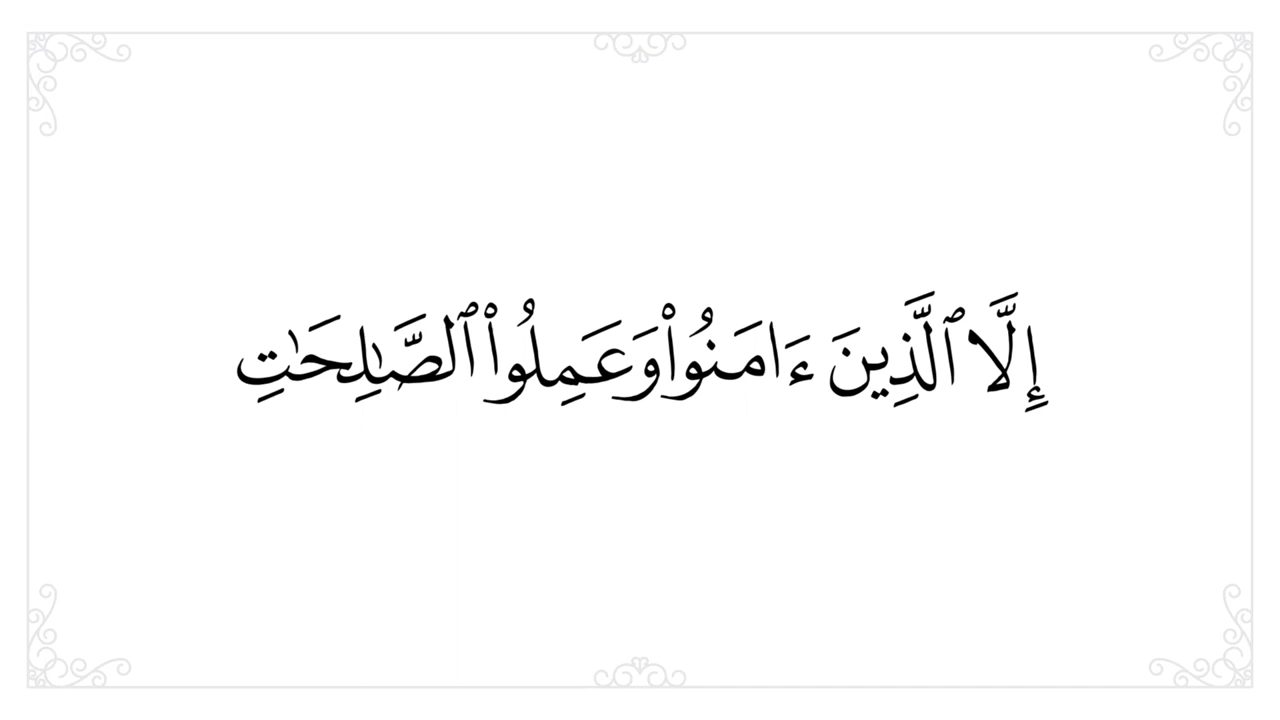 إِلَّا ٱلَّذِينَ ءَامَنُوا۟ وَعَمِلُوا۟ ٱلصَّـٰلِحَـٰتِ